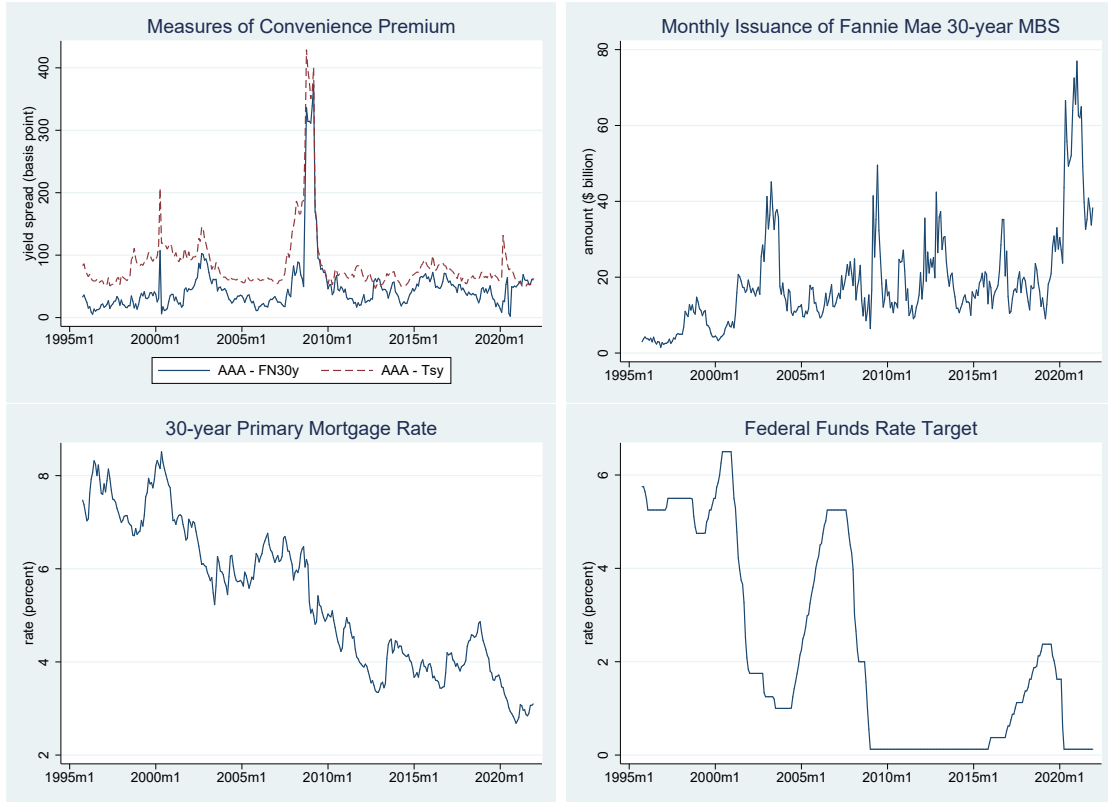 Measures of Convenience Premium
yield spread (basis point)
400
300
200
100
0
1995m1 2000m1 2005m1 2010m1 2015m1 2020m1
AAA - FN30y AAA - Tsy
Monthly Issuance of Fannie Mae 30-year MBS
amount ($ billion)
80
60
40
20
0
1995m1 2000m1 2005m1 2010m1 2015m1 2020m1
30-year Primary Mortgage Rate
rate (percent)
8
6
4
2
1995m1 2000m1 2005m1 2010m1 2015m1 2020m1
Federal Funds Rate Target
rate (percent)
6
4
2
0
1995m1 2000m1 2005m1 2010m1 2015m1 2020m1